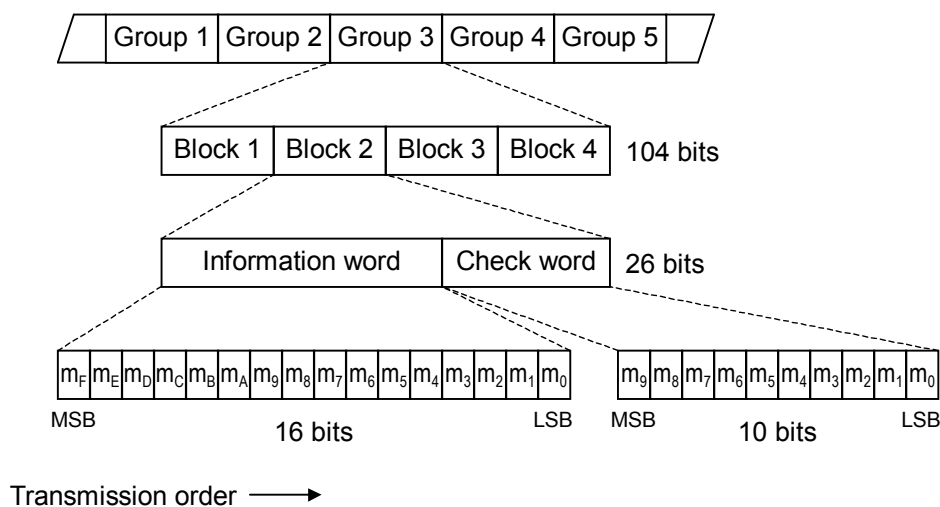 Group 1 Group 2 Group 3 Group 4 Group 5
Block 1 Block 2 Block 3 Block 4 104 bits
Information word Check word 26 bits
mF mE mD mC mB mA m9 m8 m7 m6 m5 m4 m3 m2 m1 m0 m9 m8 m7 m6 m5 m4 m3 m2 m1 m0
MSB LSB MSB LSB
16 bits 10 bits
Transmission order